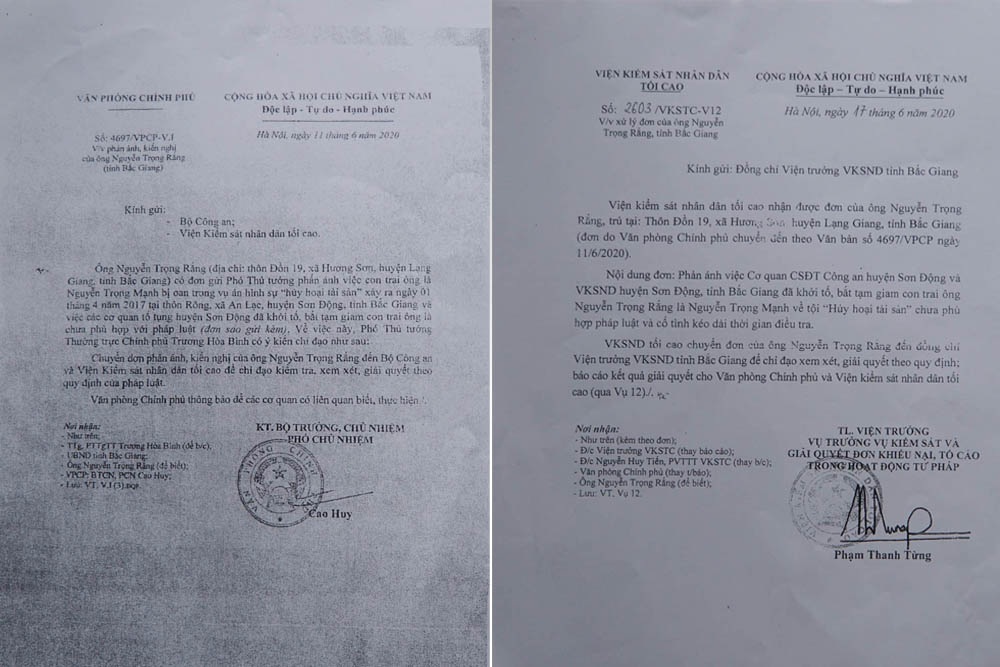 VĂN PHÒNG CHÍNH PHỦ
CỘNG HÒA XÃ HỘI CHỦ NGHĨA VIỆT NAM
Độc lập - Tự do - Hạnh phúc
Số: 4697/VPCP-V.I
V/v phản ánh, kiến nghị
của ông Nguyễn Trọng Rẳng
(tỉnh Bắc Giang)
Hà Nội, ngày 11 tháng 6 năm 2020
Kính gửi:
- Bộ Công an;
- Viện Kiểm sát nhân dân tối cao.
Ông Nguyễn Trọng Rẳng (địa chỉ: thôn Đồn 19, xã Hương Sơn, huyện Lạng
Giang, tỉnh Bắc Giang) có đơn gửi Phó Thủ tướng phản ánh việc con trai ông là
Nguyễn Trọng Mạnh bị oan trong vụ án hình sự “hủy hoại tài sản” xảy ra ngày 01
tháng 4 năm 2017 tại thôn Rõng, xã An Lạc, huyện Sơn Động, tỉnh Bắc Giang và
việc các cơ quan tố tụng huyện Sơn Động đã khởi tố, bắt tạm giam con trai ông là
chưa phù hợp với pháp luật (đơn sao gửi kèm). Về việc này, Phó Thủ tướng
Thường trực Chính phủ Trương Hòa Bình có ý kiến chỉ đạo như sau:
Chuyển đơn phản ánh, kiến nghị của ông Nguyễn Trọng Rẳng đến Bộ Công an
và Viện Kiểm sát nhân dân tối cao để chỉ đạo kiểm tra, xem xét, giải quyết theo
quy định của pháp luật.
Văn phòng Chính phủ thông báo để các cơ quan có liên quan biết, thực hiện./.
Nơi nhận:
- Như trên;
- TTg, PTTgTT Trương Hòa Bình (để b/c);
- UBND tỉnh Bắc Giang;
- Ông Nguyễn Trọng Rẳng (để biết);
- VPCP: BTCN, PCN Cao Huy;
- Lưu: VT, V.I (3).
KT. BỘ TRƯỞNG, CHỦ NHIỆM
PHÓ CHỦ NHIỆM
VĂN PHÒNG CHÍNH PHỦ
Cao Huy
VIỆN KIỂM SÁT NHÂN DÂN
TỐI CAO
CỘNG HÒA XÃ HỘI CHỦ NGHĨA VIỆT NAM
Độc lập – Tự do – Hạnh phúc
Số: 2603/VKSTC-V12
V/v xử lý đơn của ông Nguyễn
Trọng Rẳng, tỉnh Bắc Giang
Hà Nội, ngày 17 tháng 6 năm 2020
Kính gửi: Đồng chí Viện trưởng VKSND tỉnh Bắc Giang
Viện kiểm sát nhân dân tối cao nhận được đơn của ông Nguyễn Trọng
Rẳng, trú tại: Thôn Đồn 19, xã Hương Sơn, huyện Lạng Giang, tỉnh Bắc Giang
(đơn do Văn phòng Chính phủ chuyển đến theo Văn bản số 4697/VPCP ngày
11/6/2020).
Nội dung đơn: Phản ánh việc Cơ quan CSĐT Công an huyện Sơn Động và
VKSND huyện Sơn Động, tỉnh Bắc Giang đã khởi tố, bắt tạm giam con trai ông
Nguyễn Trọng Rẳng là Nguyễn Trọng Mạnh về tội “Hủy hoại tài sản” chưa phù
hợp pháp luật và cố tình kéo dài thời gian điều tra.
VKSND tối cao chuyển đơn của ông Nguyễn Trọng Rẳng đến đồng chí
Viện trưởng VKSND tỉnh Bắc Giang để chỉ đạo xem xét, giải quyết theo quy định;
báo cáo kết quả giải quyết cho Văn phòng Chính phủ và Viện kiểm sát nhân dân tối
cao (qua Vụ 12)./.
Nơi nhận:
- Như trên (kèm theo đơn);
- Đ/c Viện trưởng VKSTC (thay báo cáo);
- Đ/c Nguyễn Huy Tiến, PVTTT VKSTC (thay b/c);
- Văn phòng Chính phủ (thay t/báo);
- Ông Nguyễn Trọng Rẳng (để biết);
- Lưu: VT, Vụ 12.
TL. VIỆN TRƯỞNG
VỤ TRƯỞNG VỤ KIỂM SÁT VÀ
GIẢI QUYẾT ĐƠN KHIẾU NẠI, TỐ CÁO
TRONG HOẠT ĐỘNG TƯ PHÁP
Phạm Thanh Từng